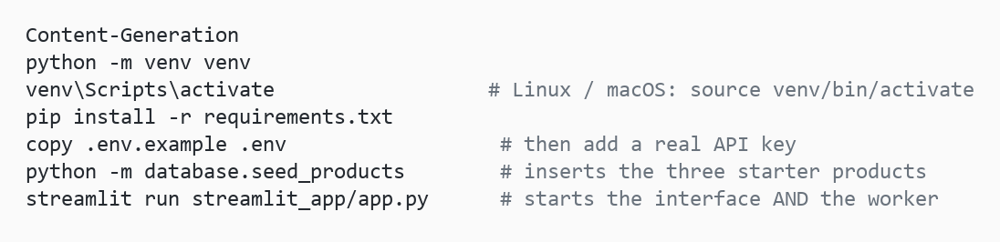 Content-Generation
python -m venv venv
venv\Scripts\activate                  # Linux / macOS: source venv/bin/activate
pip install -r requirements.txt
copy .env.example .env                  # then add a real API key
python -m database.seed_products        # inserts the three starter products
streamlit run streamlit_app/app.py      # starts the interface AND the worker